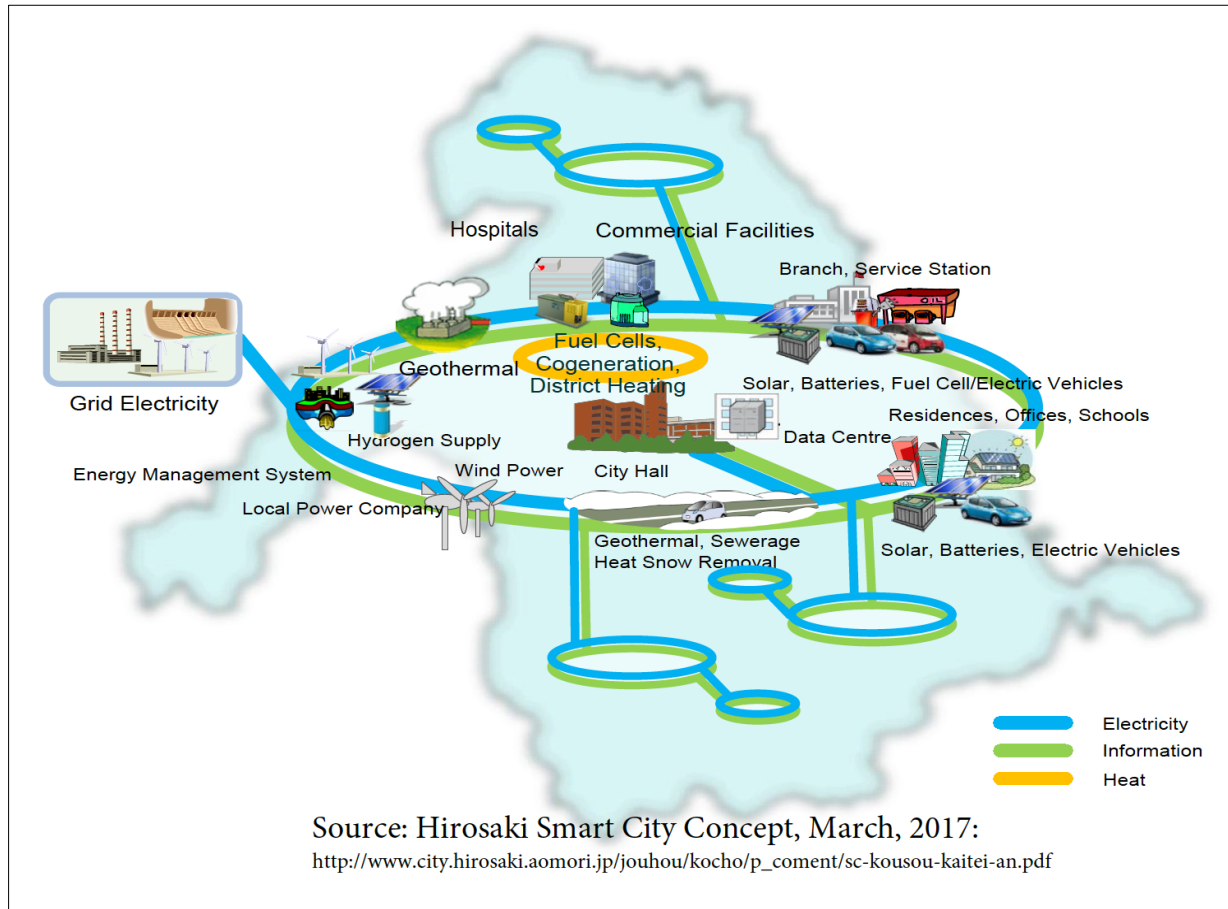 Hospitals
Commercial Facilities
Branch, Service Station
OIL
Fuel Cells,
Cogeneration,
District Heating
Geothermal
Grid Electricity
Solar, Batteries, Fuel Cell/Electric Vehicles
Residences, Offices, Schools
Hydrogen Supply
Data Centre
Energy Management System
Wind Power
City Hall
Local Power Company
Geothermal, Sewerage
Heat Snow Removal
Solar, Batteries, Electric Vehicles
Electricity
Information
Heat
Source: Hirosaki Smart City Concept, March, 2017:
http://www.city.hirosaki.aomori.jp/jouhou/kocho/p_coment/sc-kousou-kaitei-an.pdf